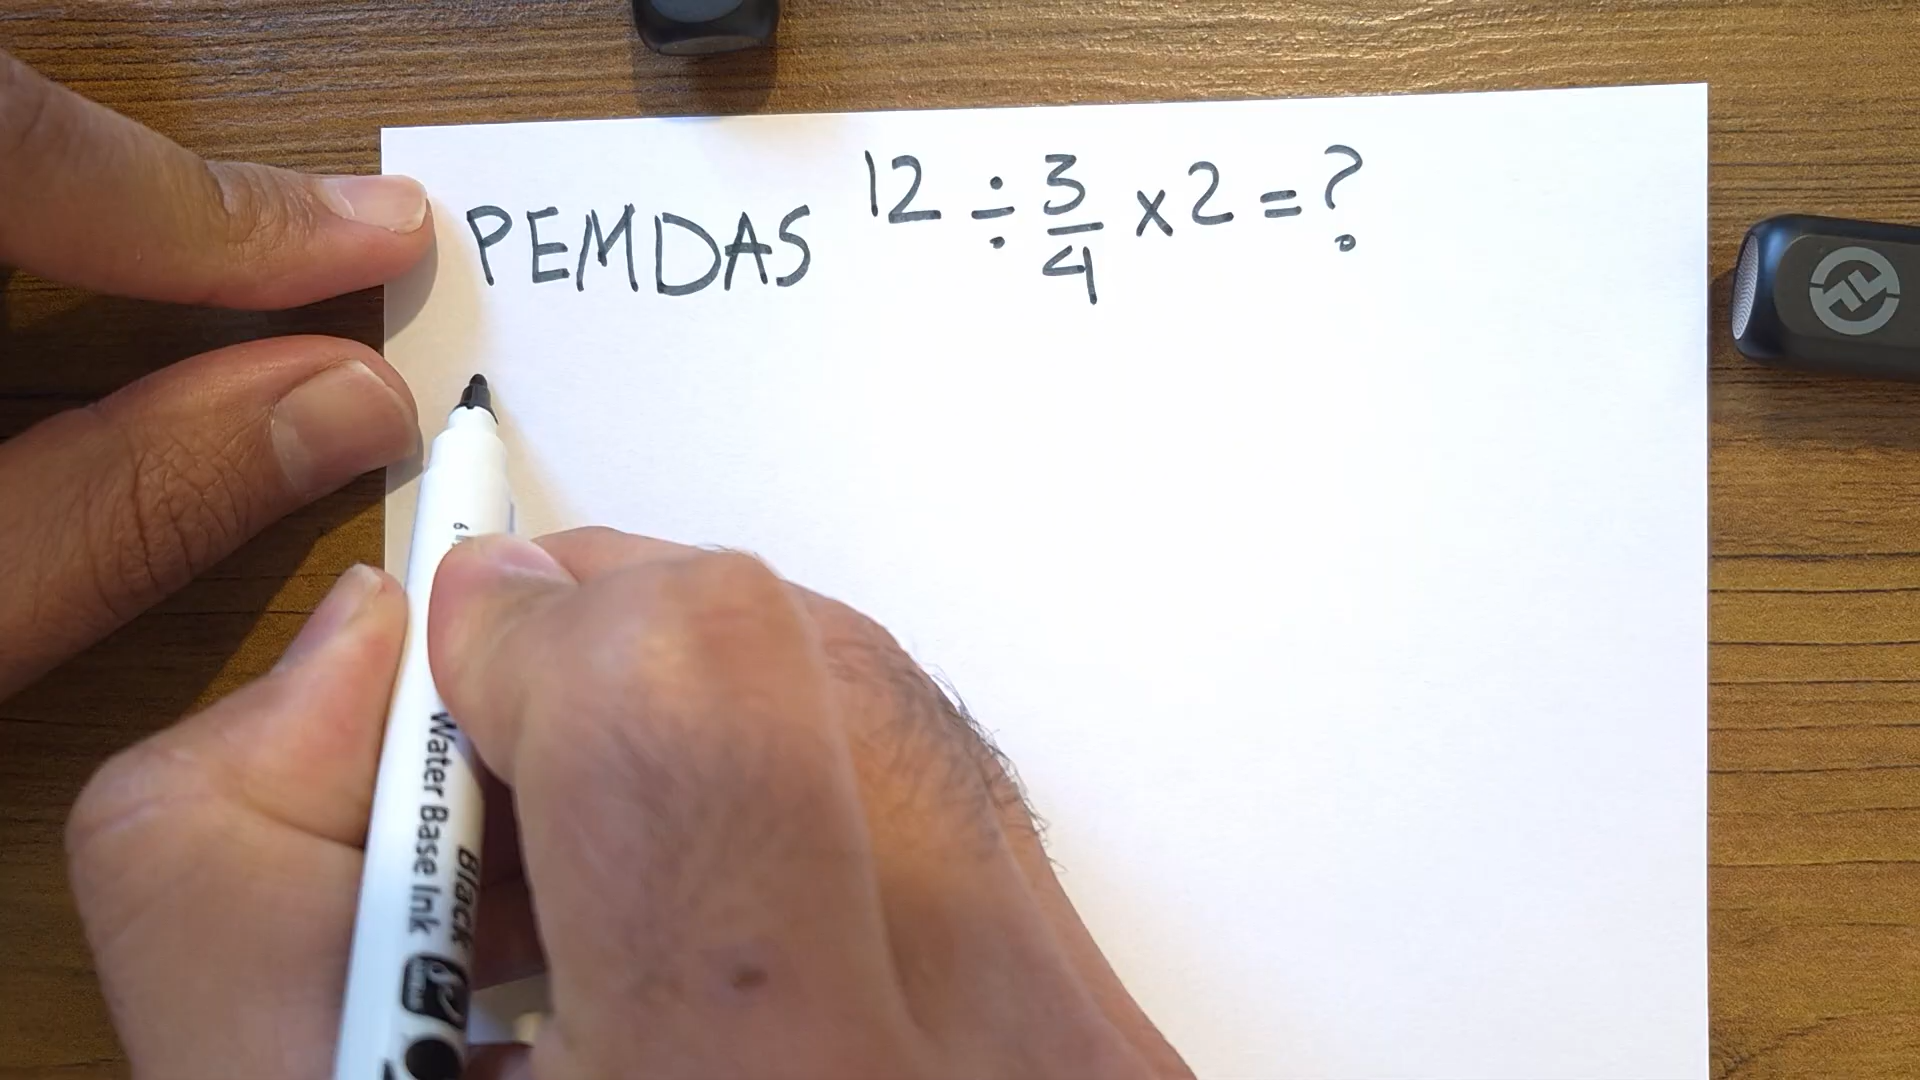 PEMDAS 12 ÷ 3/4 x 2 = ?
Black
Water Base Ink